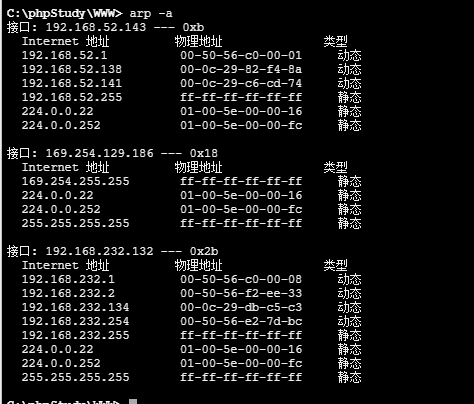 C:\phpStudy\WWW> arp -a
接口: 192.168.52.143 --- 0xb
Internet 地址 物理地址 类型
192.168.52.1 00-50-56-c0-00-01 动态
192.168.52.138 00-0c-29-82-f4-8a 动态
192.168.52.141 00-0c-29-c6-cd-74 动态
192.168.52.255 ff-ff-ff-ff-ff-ff 静态
224.0.0.22 01-00-5e-00-00-16 静态
224.0.0.252 01-00-5e-00-00-fc 静态
接口: 169.254.129.186 --- 0x18
Internet 地址 物理地址 类型
169.254.255.255 ff-ff-ff-ff-ff-ff 静态
224.0.0.22 01-00-5e-00-00-16 静态
224.0.0.252 01-00-5e-00-00-fc 静态
255.255.255.255 ff-ff-ff-ff-ff-ff 静态
接口: 192.168.232.132 --- 0x2b
Internet 地址 物理地址 类型
192.168.232.1 00-50-56-c0-00-08 动态
192.168.232.2 00-50-56-f2-ee-33 动态
192.168.232.134 00-0c-29-db-c5-c3 动态
192.168.232.254 00-50-56-e2-7d-bc 动态
192.168.232.255 ff-ff-ff-ff-ff-ff 静态
224.0.0.22 01-00-5e-00-00-16 静态
224.0.0.252 01-00-5e-00-00-fc 静态
255.255.255.255 ff-ff-ff-ff-ff-ff 静态
C:\phpStudy\WWW>